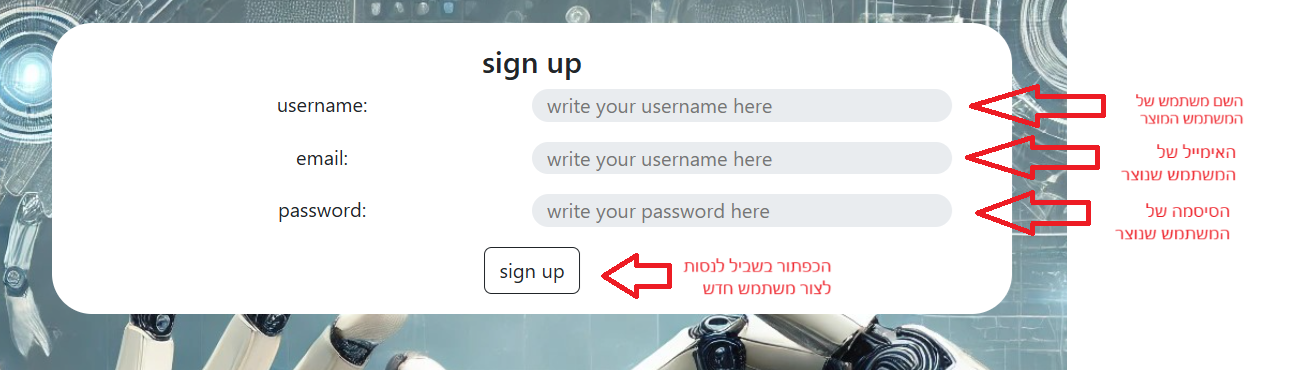 sign up
username:
write your username here
השם משתמש של
המשתמש המוצר
email:
write your username here
האימייל של
המשתמש שנוצר
password:
write your password here
הסיסמה של
המשתמש שנוצר
sign up
הכפתור בשביל לנסות
לצור משתמש חדש